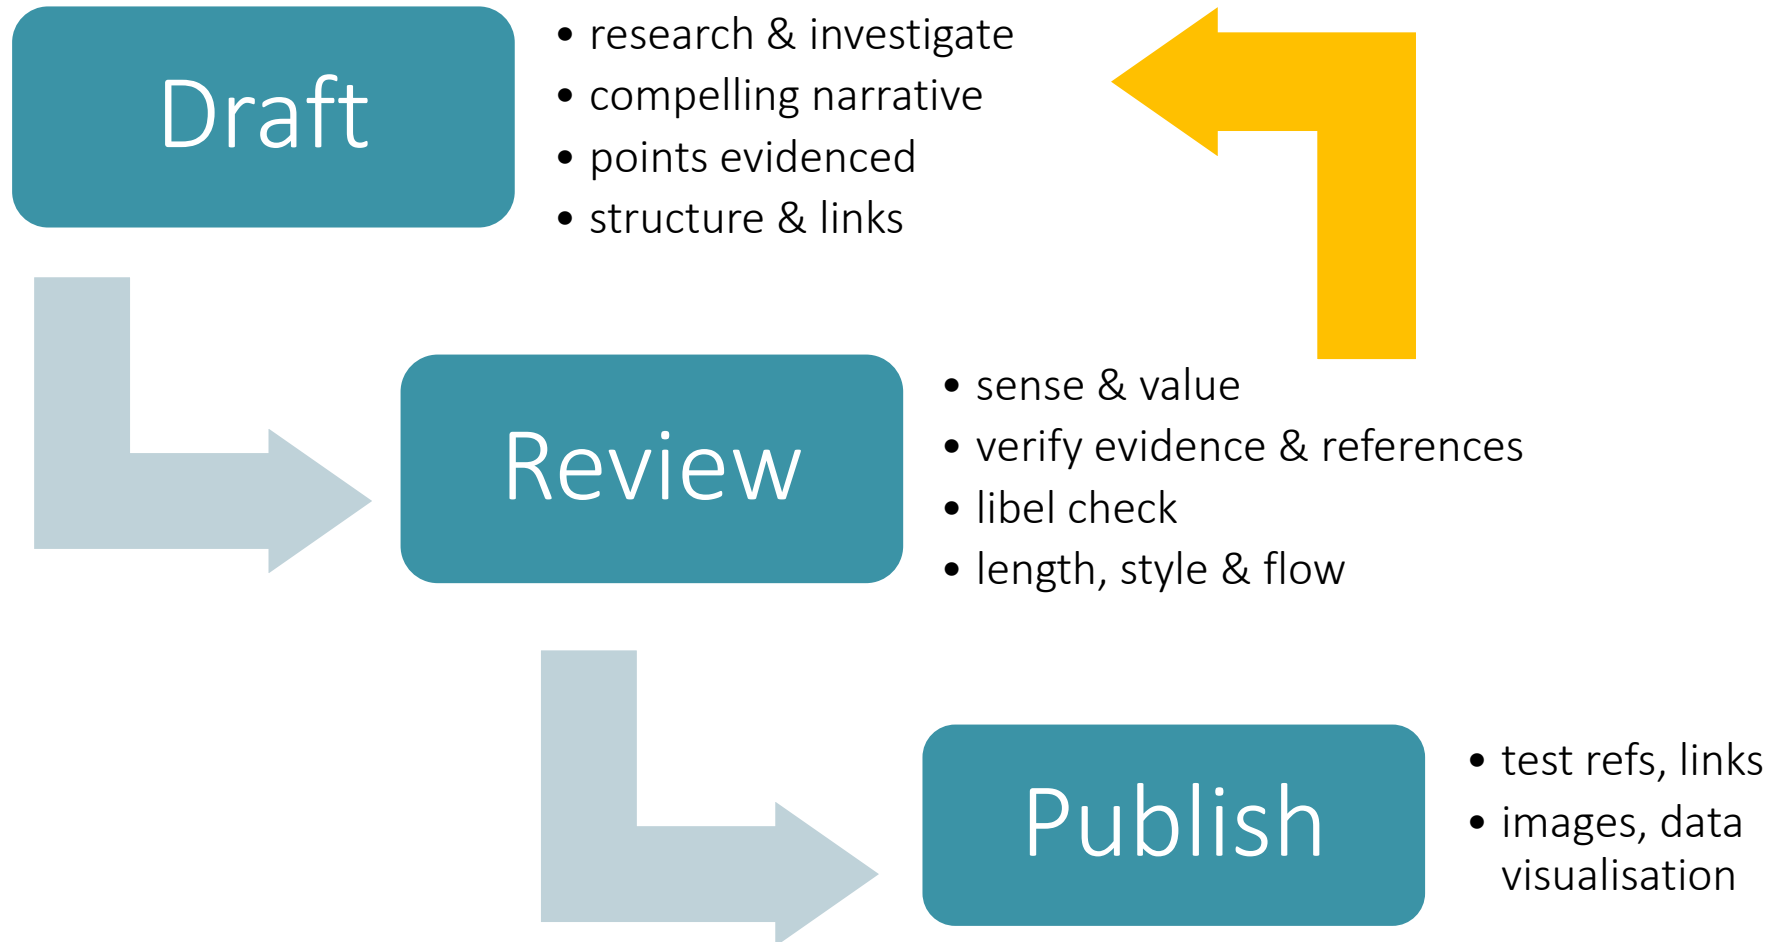 Draft
• research & investigate
• compelling narrative
• points evidenced
• structure & links
Review
• sense & value
• verify evidence & references
• libel check
• length, style & flow
Publish
• test refs, links
• images, data
visualisation